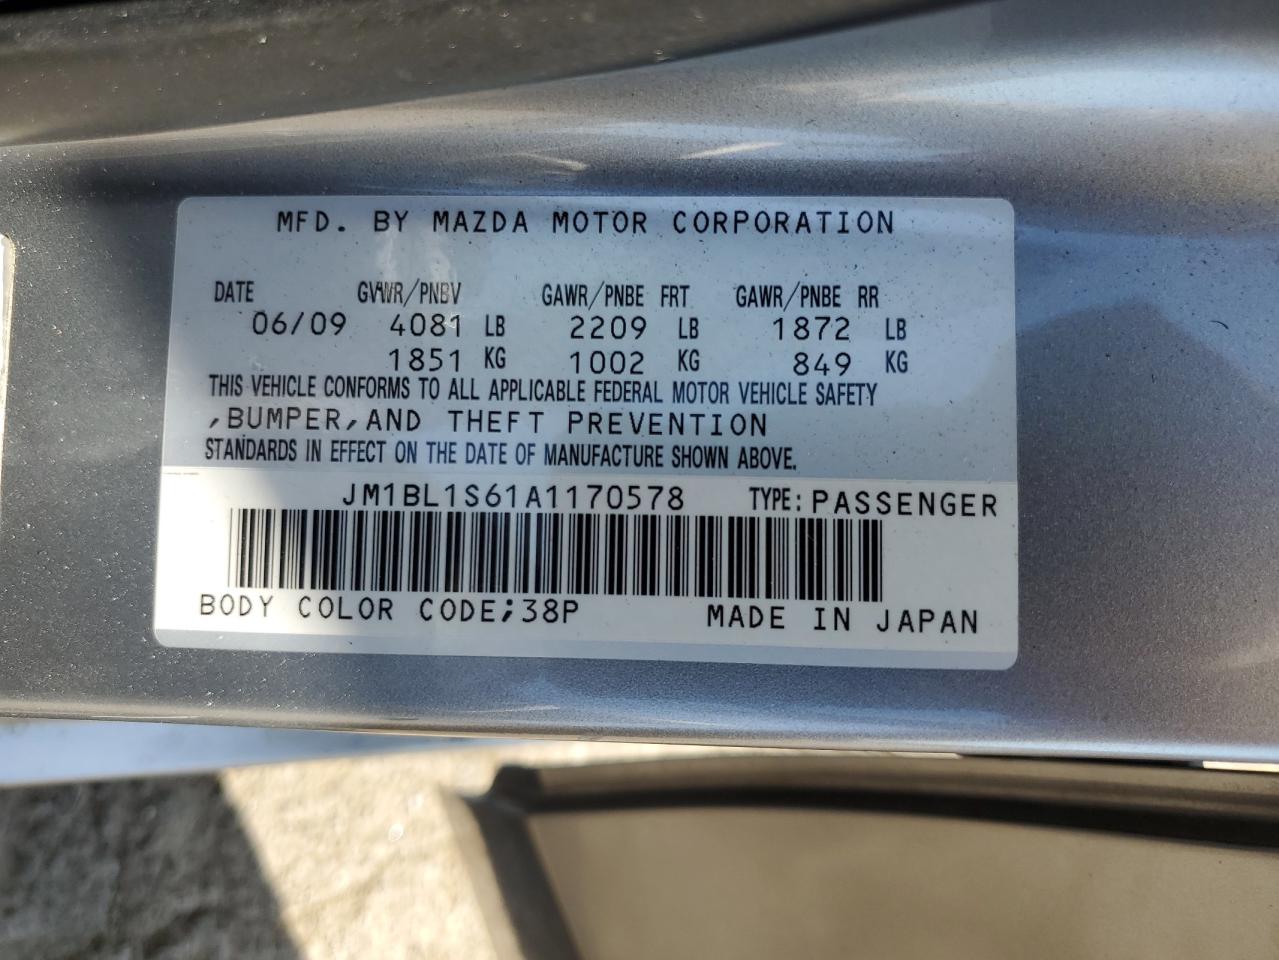 MFD. BY MAZDA MOTOR CORPORATION
DATE GVWR/PNBV GAWR/PNBE FRT GAWR/PNBE RR
06/09 4081 LB 2209 LB 1872 LB
1851 KG 1002 KG 849 KG
THIS VEHICLE CONFORMS TO ALL APPLICABLE FEDERAL MOTOR VEHICLE SAFETY
,BUMPER,AND THEFT PREVENTION
STANDARDS IN EFFECT ON THE DATE OF MANUFACTURE SHOWN ABOVE.
JM1BL1S61A1170578 TYPE: PASSENGER
BODY COLOR CODE;38P MADE IN JAPAN